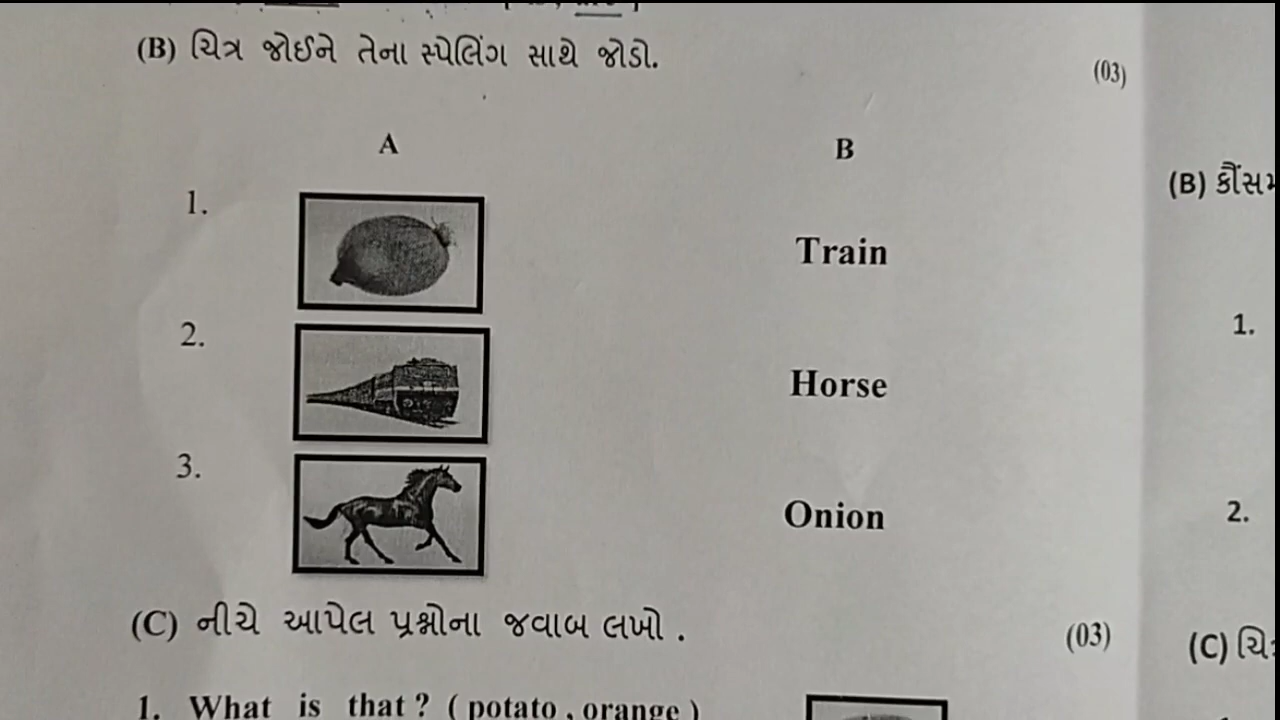 (B) ચિત્ર જોઈને તેના સ્પેલિંગ સાથે જોડો. (03)
A B
1. Train
2. Horse
3. Onion
(C) નીચે આપેલ પ્રશ્નોના જવાબ લખો . (03)
1. What is that ? ( potato , orange )
(B)
1.
2.
(C)